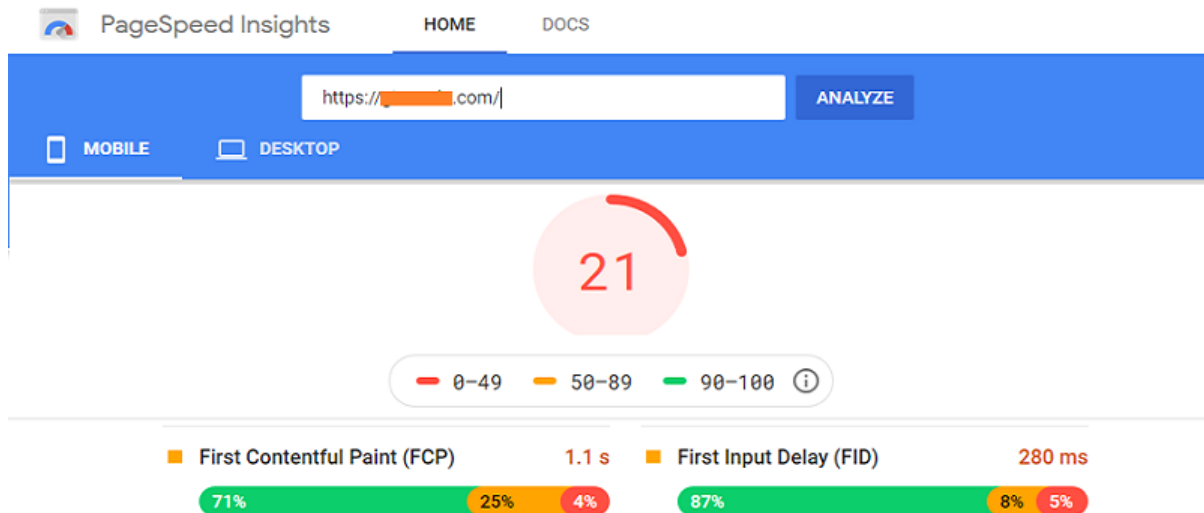 PageSpeed Insights HOME DOCS
https:// .com/ ANALYZE
MOBILE DESKTOP
21
0–49 50–89 90–100
First Contentful Paint (FCP) 1.1 s First Input Delay (FID) 280 ms
71% 25% 4% 87% 8% 5%